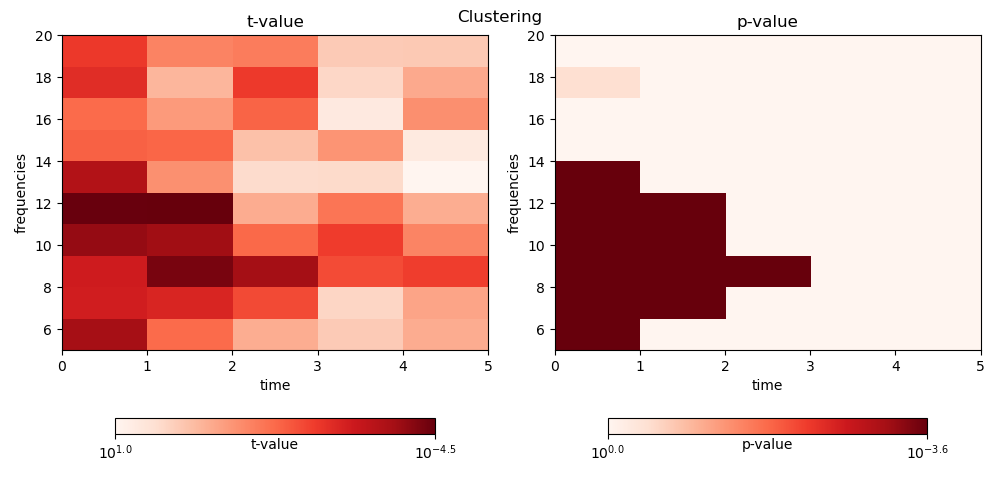 Clustering
t-value
p-value
20
18
16
14
12
10
8
6
frequencies
0 1 2 3 4 5
time
20
18
16
14
12
10
8
6
frequencies
0 1 2 3 4 5
time
t-value
10^{1.0} 10^{-4.5}
p-value
10^{0.0} 10^{-3.6}